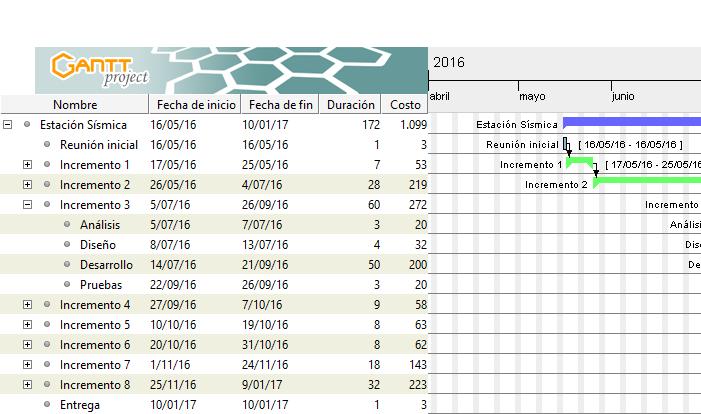 GANTT project
2016
abril mayo junio
Nombre Fecha de inicio Fecha de fin Duración Costo
Estación Sísmica 16/05/16 10/01/17 172 1.099 Estación Sísmica
Reunión inicial 16/05/16 16/05/16 1 3 Reunión inicial [ 16/05/16 - 16/05/16 ]
Incremento 1 17/05/16 25/05/16 7 53 Incremento 1 [ 17/05/16 - 25/05/16
Incremento 2 26/05/16 4/07/16 28 219 Incremento 2
Incremento 3 5/07/16 26/09/16 60 272 Incremento
Análisis 5/07/16 7/07/16 3 20 Análisi
Diseño 8/07/16 13/07/16 4 32 Dise
Desarrollo 14/07/16 21/09/16 50 200 De
Pruebas 22/09/16 26/09/16 3 20
Incremento 4 27/09/16 7/10/16 9 58
Incremento 5 10/10/16 19/10/16 8 63
Incremento 6 20/10/16 31/10/16 8 62
Incremento 7 1/11/16 24/11/16 18 143
Incremento 8 25/11/16 9/01/17 32 223
Entrega 10/01/17 10/01/17 1 3